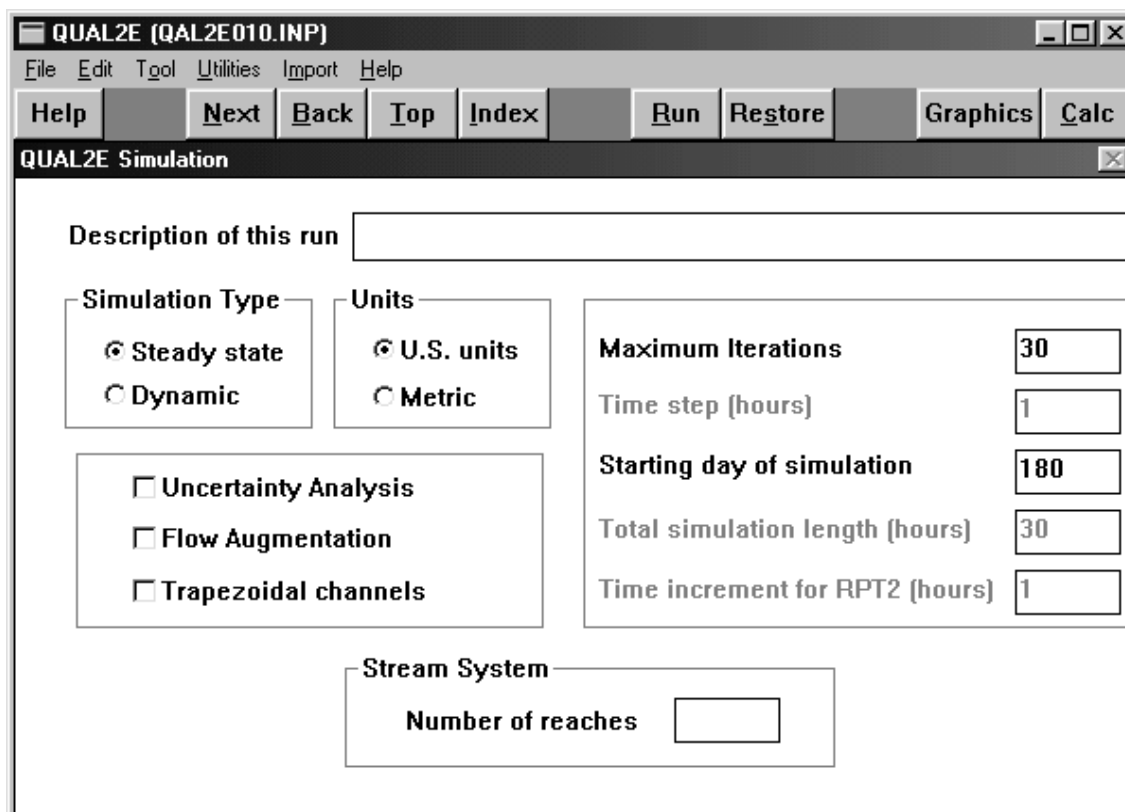 QUAL2E (QAL2E010.INP)
File Edit Tool Utilities Import Help
Help Next Back Top Index Run Restore Graphics Calc
QUAL2E Simulation
Description of this run
Simulation Type
Steady state
Dynamic
Units
U.S. units
Metric
Maximum Iterations 30
Time step (hours) 1
Starting day of simulation 180
Total simulation length (hours) 30
Time increment for RPT2 (hours) 1
Uncertainty Analysis
Flow Augmentation
Trapezoidal channels
Stream System
Number of reaches